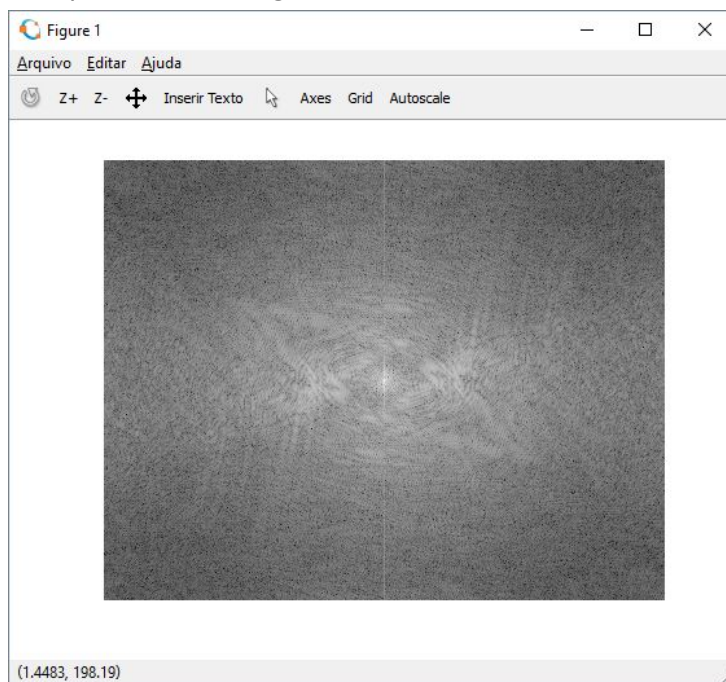 Figure 1
Arquivo Editar Ajuda
Z+ Z- Inserir Texto Axes Grid Autoscale
(1.4483, 198.19)